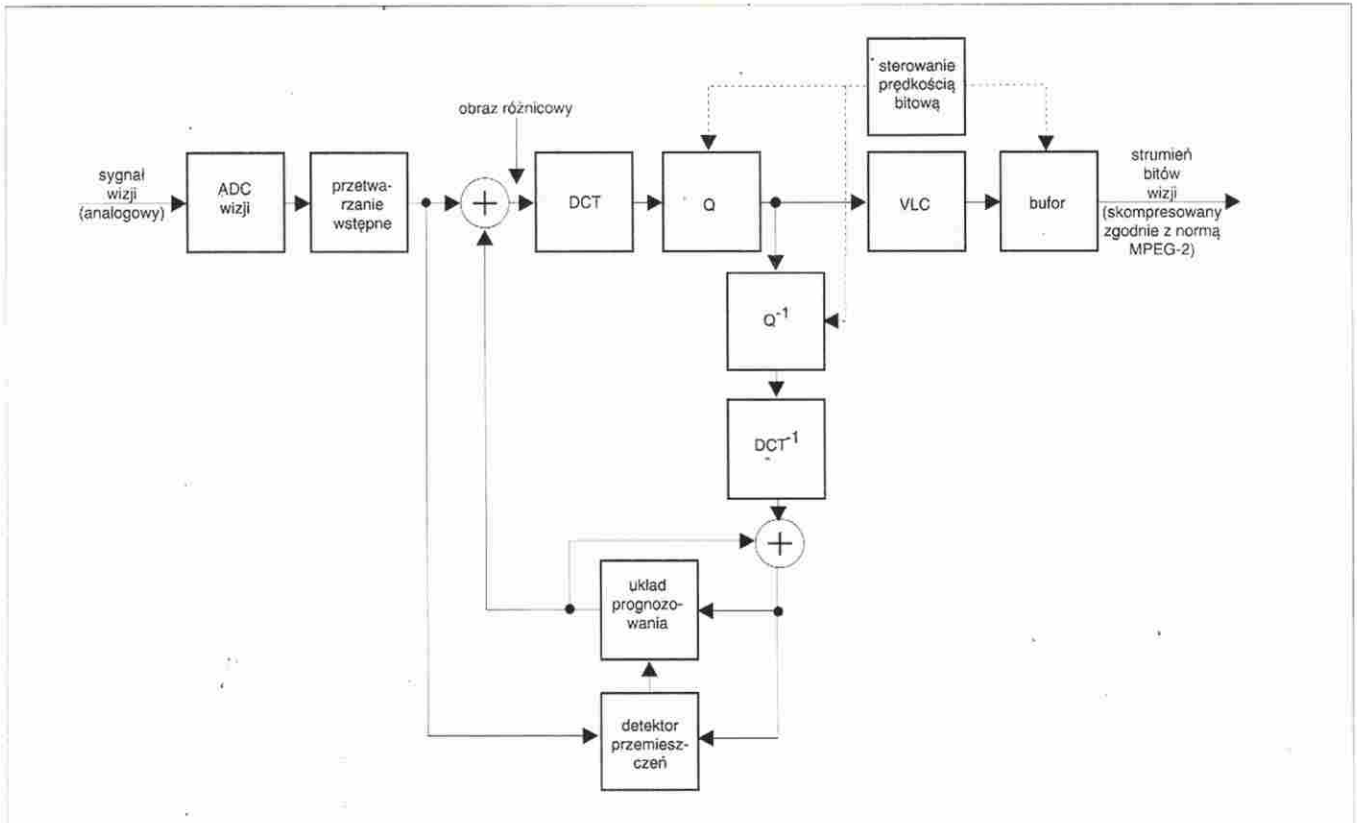 sterowanie
prędkością
bitową
obraz różnicowy
sygnał
wizji
(analogowy)
ADC
wizji
przetwa-
rzanie
wstępne
+
DCT
Q
VLC
bufor
strumień
bitów
wizji
(skompresowany
zgodnie z normą
MPEG-2)
Q-1
DCT-1
+
układ
prognozo-
wania
detektor
przemiesz-
czeń